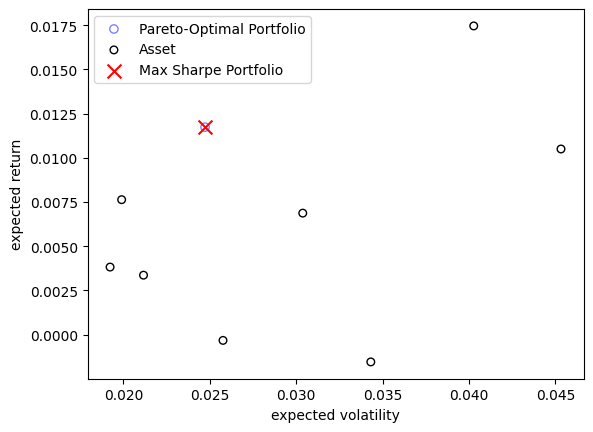 Pareto-Optimal Portfolio
Asset
Max Sharpe Portfolio
0.0175
0.0150
0.0125
0.0100
0.0075
0.0050
0.0025
0.0000
expected return
0.020 0.025 0.030 0.035 0.040 0.045
expected volatility